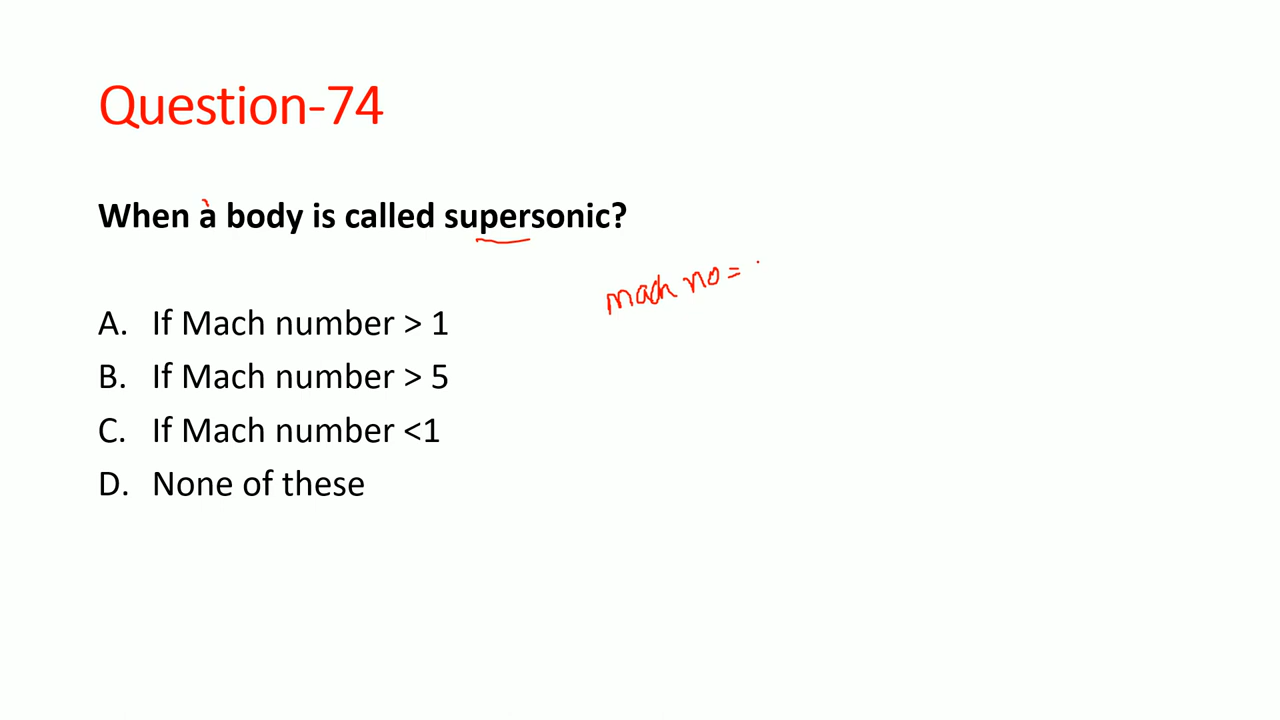 Question-74
When a body is called supersonic?
mach no =
A. If Mach number > 1
B. If Mach number > 5
C. If Mach number <1
D. None of these